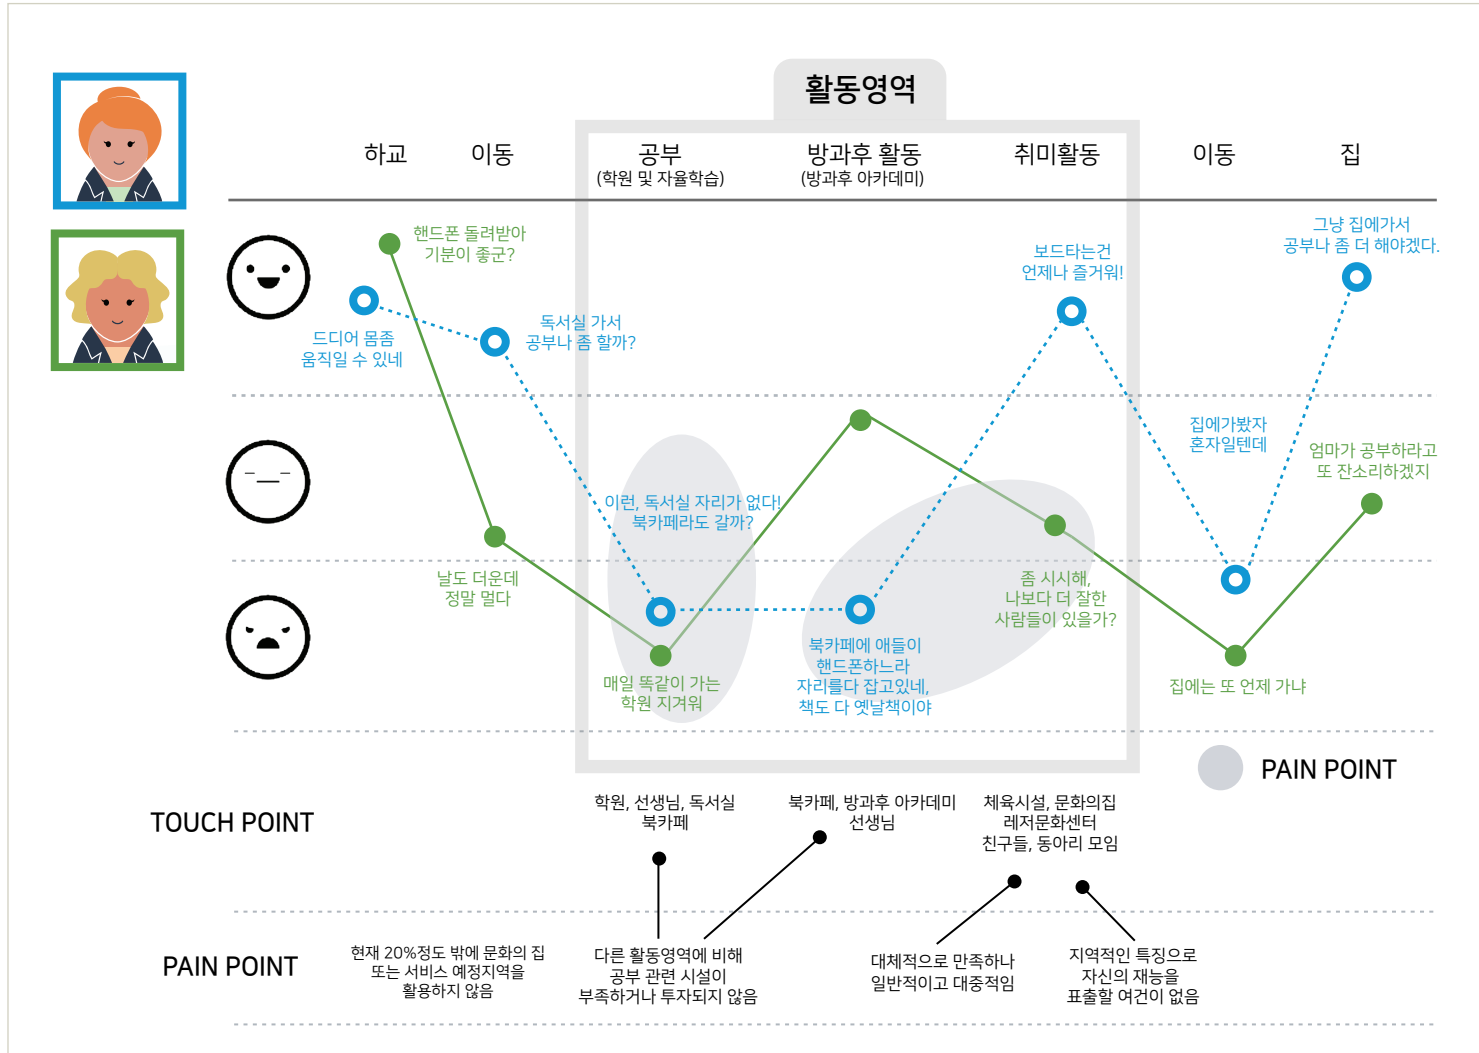 활동영역
하교
이동
공부
(학원 및 자율학습)
방과후 활동
(방과후 아카데미)
취미활동
이동
집
핸드폰 돌려받아
기분이 좋군?
드디어 몸좀
움직일 수 있네
독서실 가서
공부나 좀 할까?
보드타는건
언제나 즐거워!
그냥 집에가서
공부나 좀 더 해야겠다.
집에가봤자
혼자일텐데
엄마가 공부하라고
또 잔소리하겠지
이런, 독서실 자리가 없다!
북카페라도 갈까?
날도 더운데
정말 멀다
좀 시시해,
나보다 더 잘한
사람들이 있을가?
매일 똑같이 가는
학원 지겨워
북카페에 애들이
핸드폰하느라
자리를다 잡고있네,
책도 다 옛날책이야
집에는 또 언제 가냐
PAIN POINT
TOUCH POINT
학원, 선생님, 독서실
북카페
북카페, 방과후 아카데미
선생님
체육시설, 문화의집
레저문화센터
친구들, 동아리 모임
PAIN POINT
현재 20%정도 밖에 문화의 집
또는 서비스 예정지역을
활용하지 않음
다른 활동영역에 비해
공부 관련 시설이
부족하거나 투자되지 않음
대체적으로 만족하나
일반적이고 대중적임
지역적인 특징으로
자신의 재능을
표출할 여건이 없음